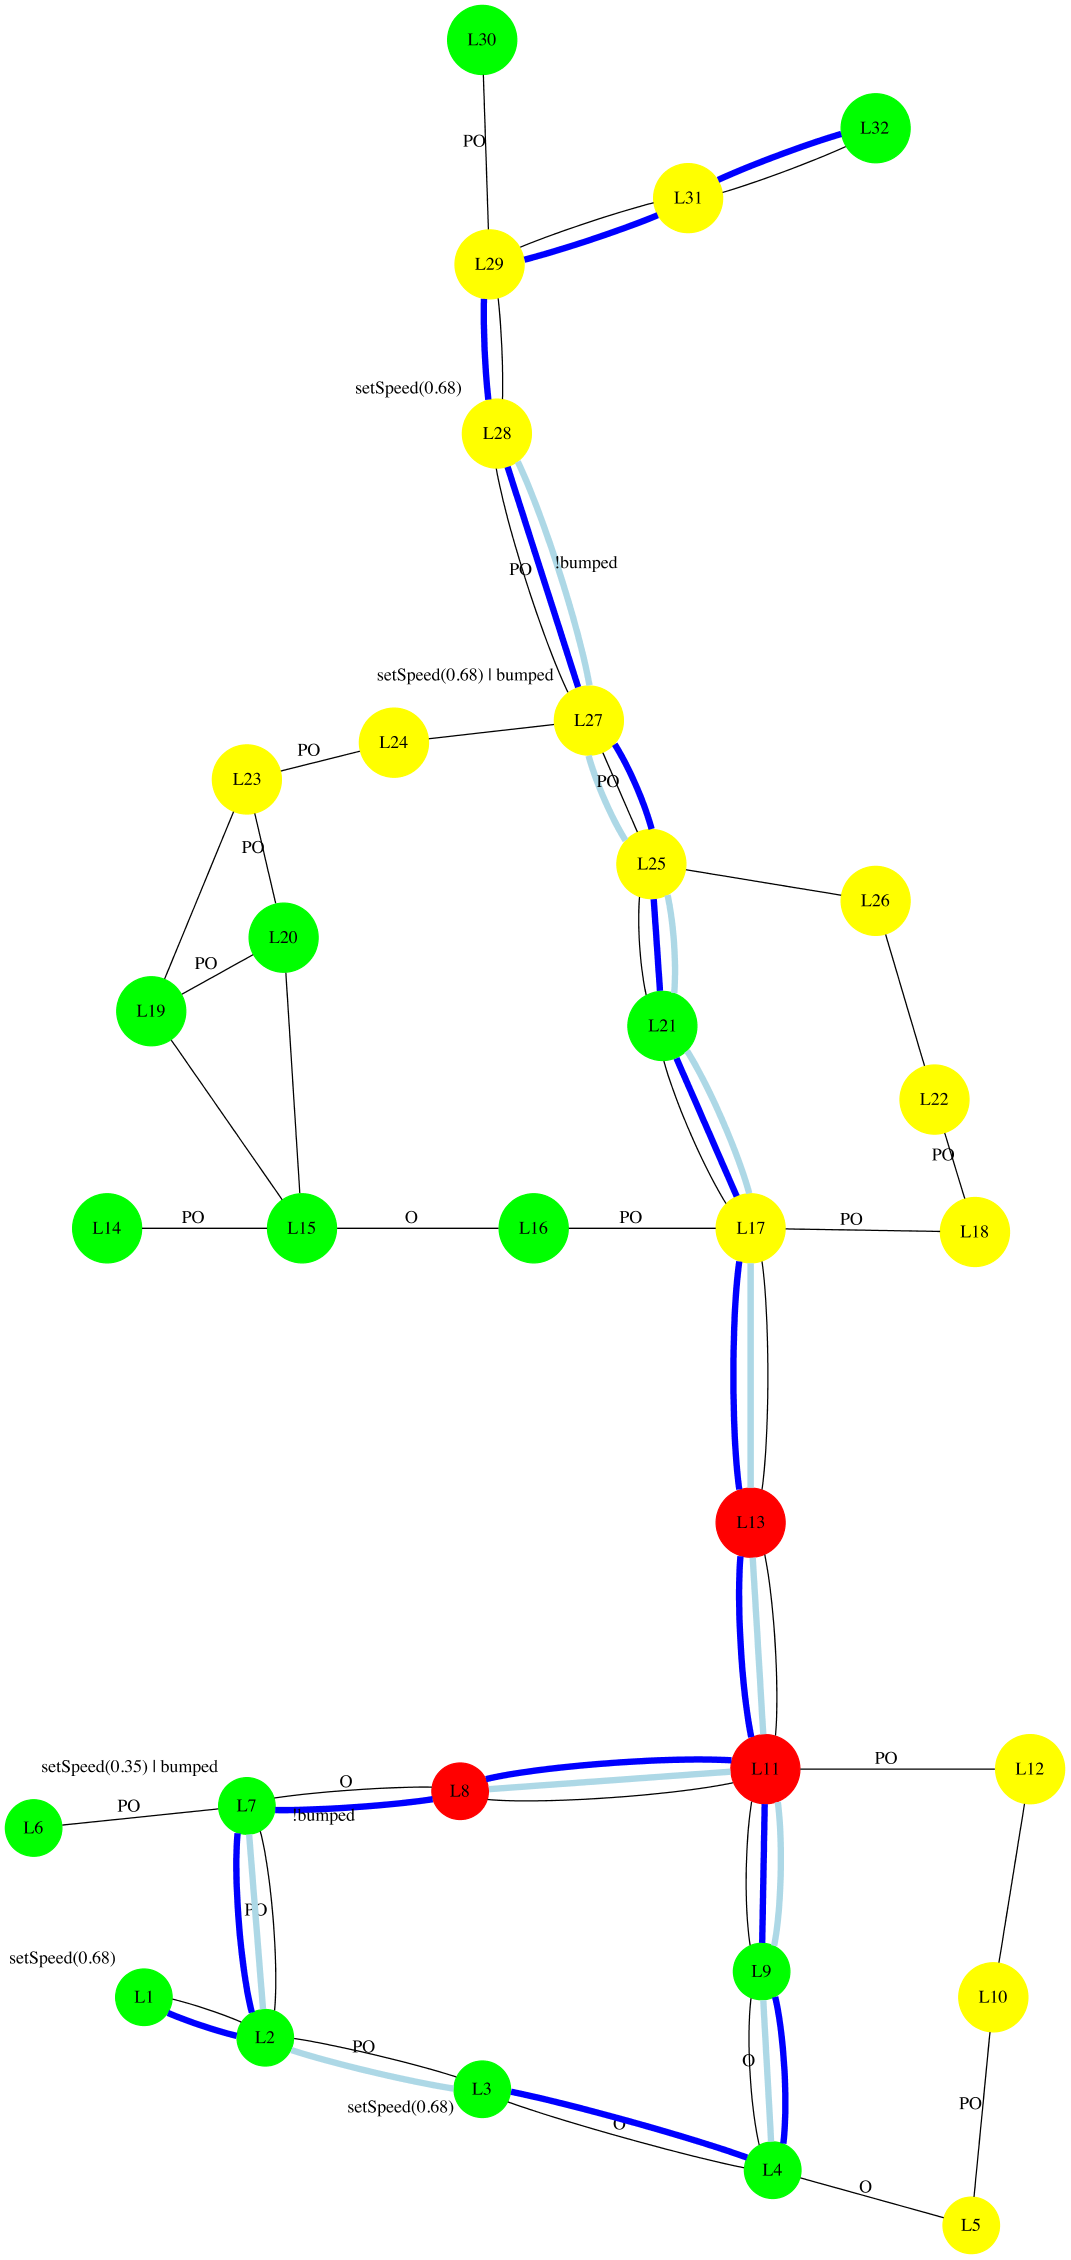 L30
L32
PO
L31
L29
setSpeed(0.68)
L28
!bumped
PO
setSpeed(0.68) | bumped
L27
L24
PO
L23
PO
PO
L25
L26
L20
PO
L19
L21
L22
PO
L14
PO
L15
O
L16
PO
L17
PO
L18
L13
setSpeed(0.35) | bumped
PO
L11
L12
O
L8
L7
PO
!bumped
L6
PO
setSpeed(0.68)
L9
L1
L10
L2
PO
O
L3
setSpeed(0.68)
PO
O
L4
O
L5